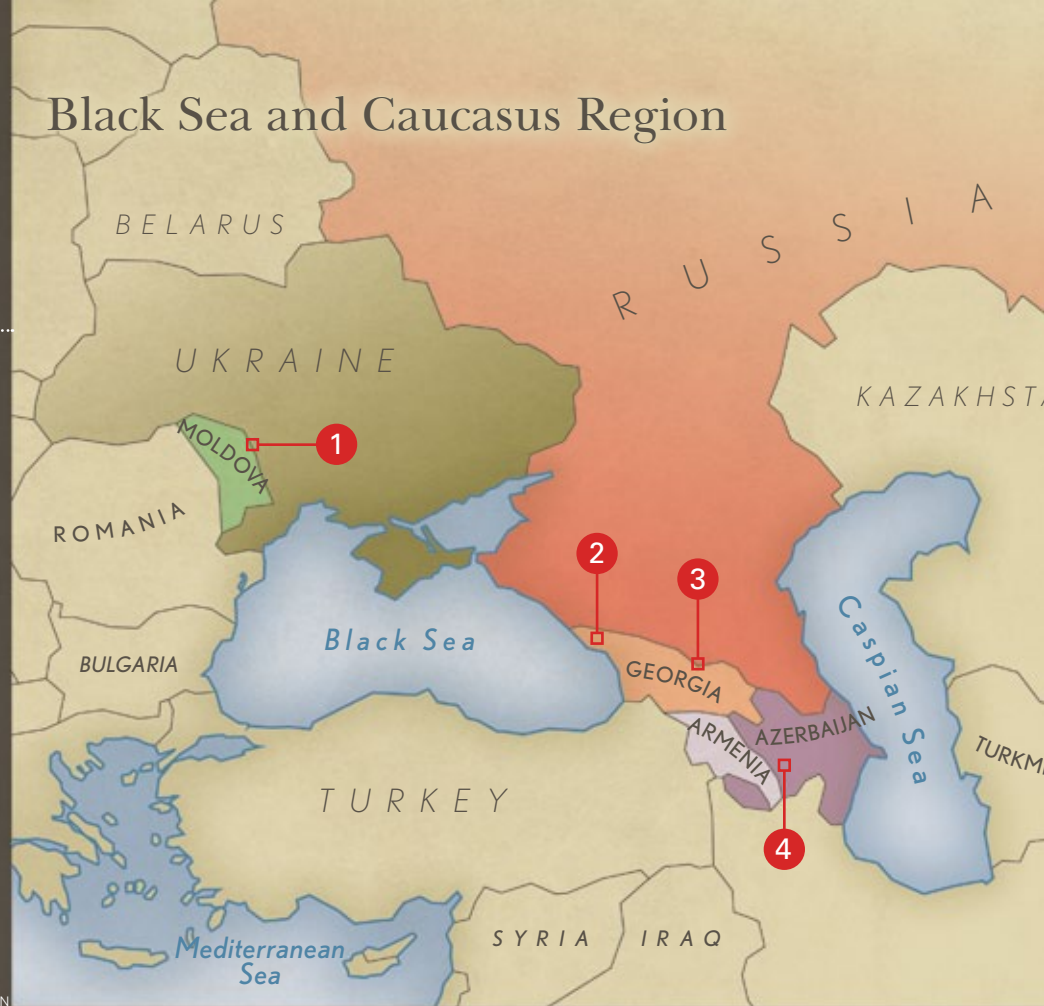 Black Sea and Caucasus Region
BELARUS
RUSSIA
UKRAINE
KAZAKHSTA
MOLDOVA
1
ROMANIA
2
3
Black Sea
Caspian Sea
BULGARIA
GEORGIA
ARMENIA
AZERBAIJAN
TURKM
TURKEY
4
SYRIA
IRAQ
Mediterranean
Sea
N